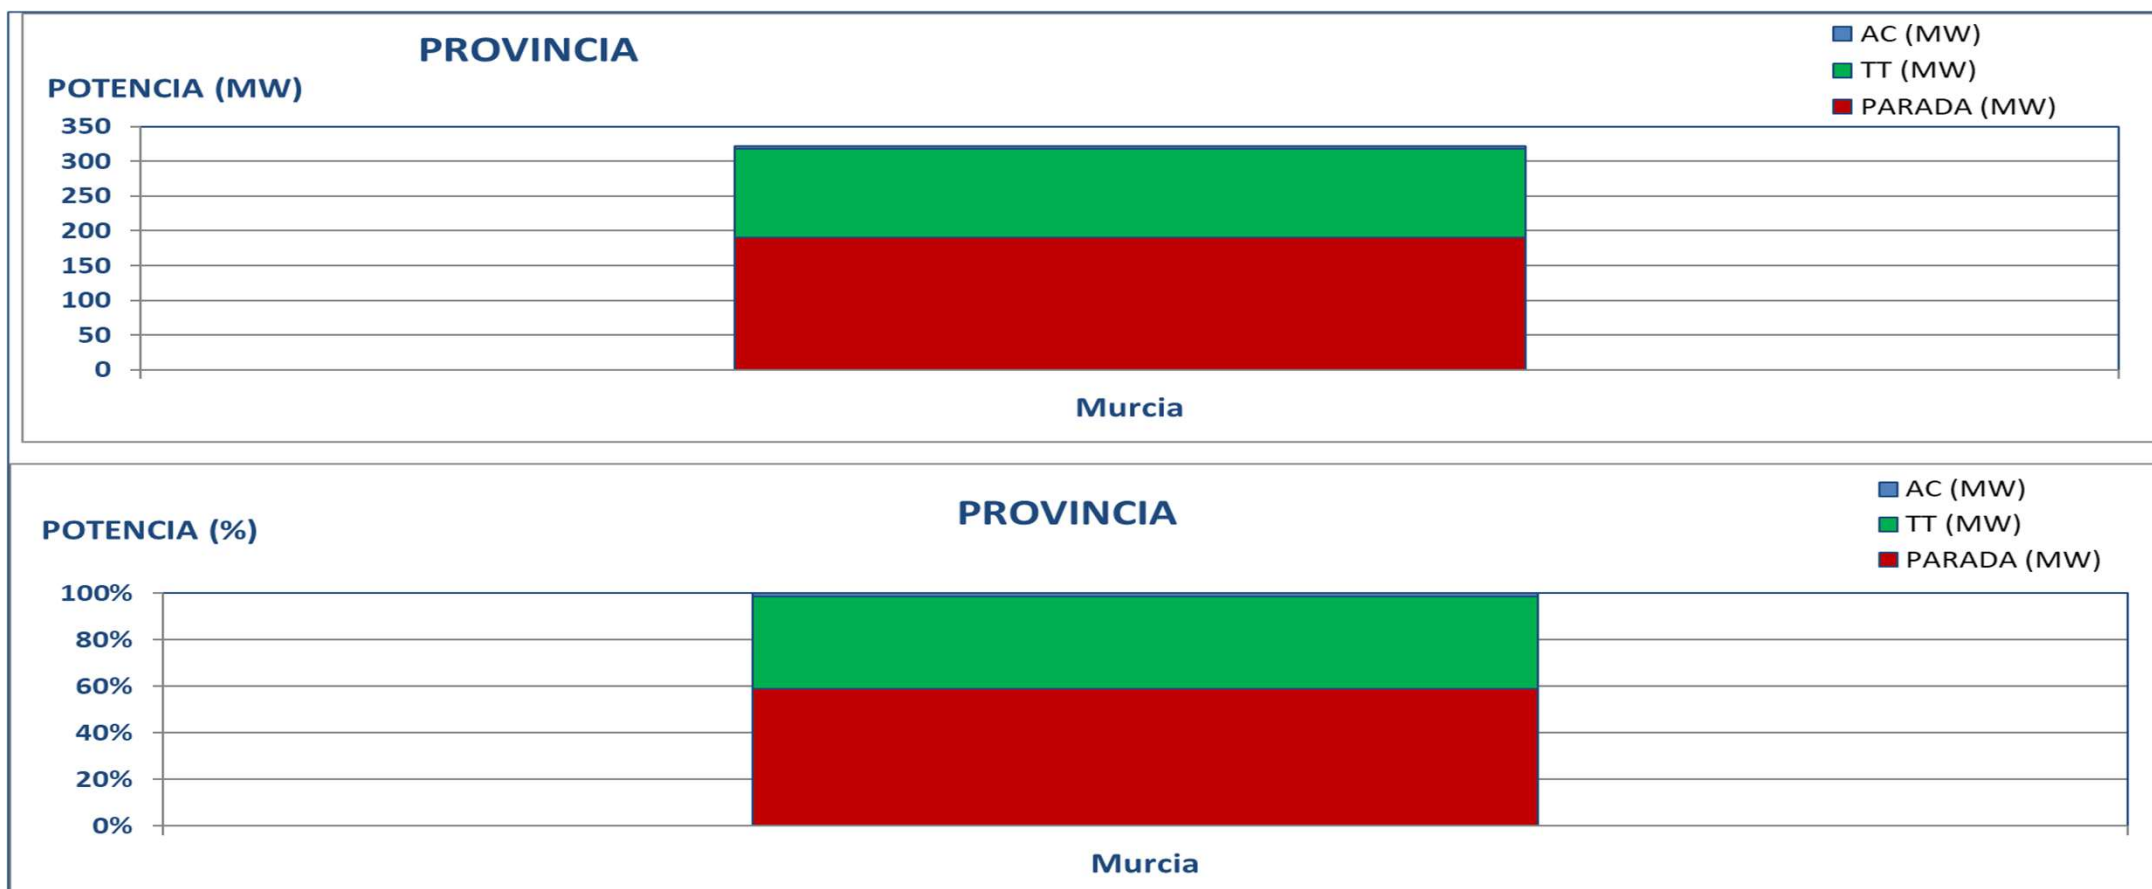 PROVINCIA
POTENCIA (MW)
AC (MW)
TT (MW)
PARADA (MW)
350
300
250
200
150
100
50
0
Murcia
PROVINCIA
POTENCIA (%)
AC (MW)
TT (MW)
PARADA (MW)
100%
80%
60%
40%
20%
0%
Murcia